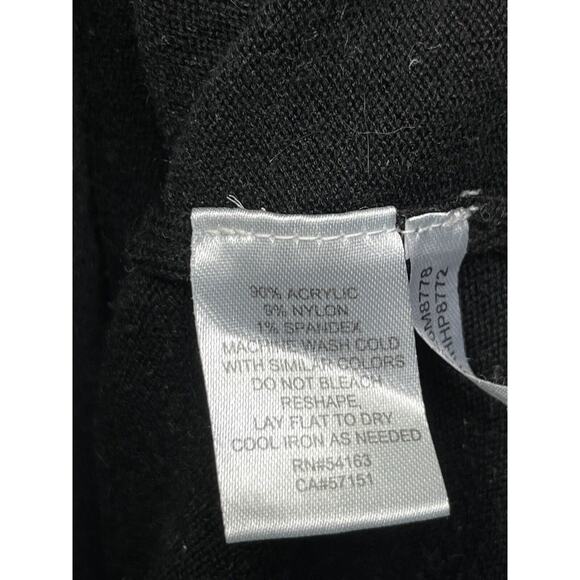 90% ACRYLIC
9% NYLON
1% SPANDEX
MACHINE WASH COLD
WITH SIMILAR COLORS
DO NOT BLEACH
RESHAPE,
LAY FLAT TO DRY
COOL IRON AS NEEDED
RN#54163
CA#57151